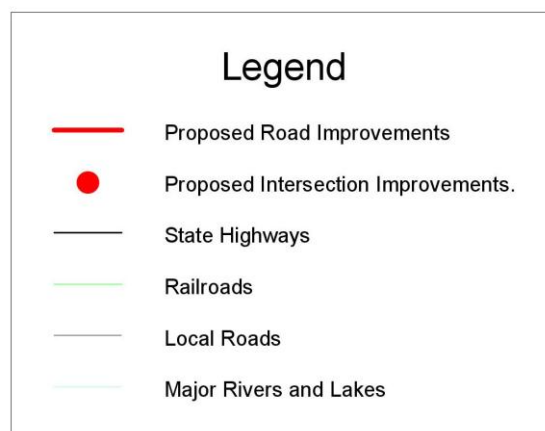 Legend
Proposed Road Improvements
Proposed Intersection Improvements.
State Highways
Railroads
Local Roads
Major Rivers and Lakes